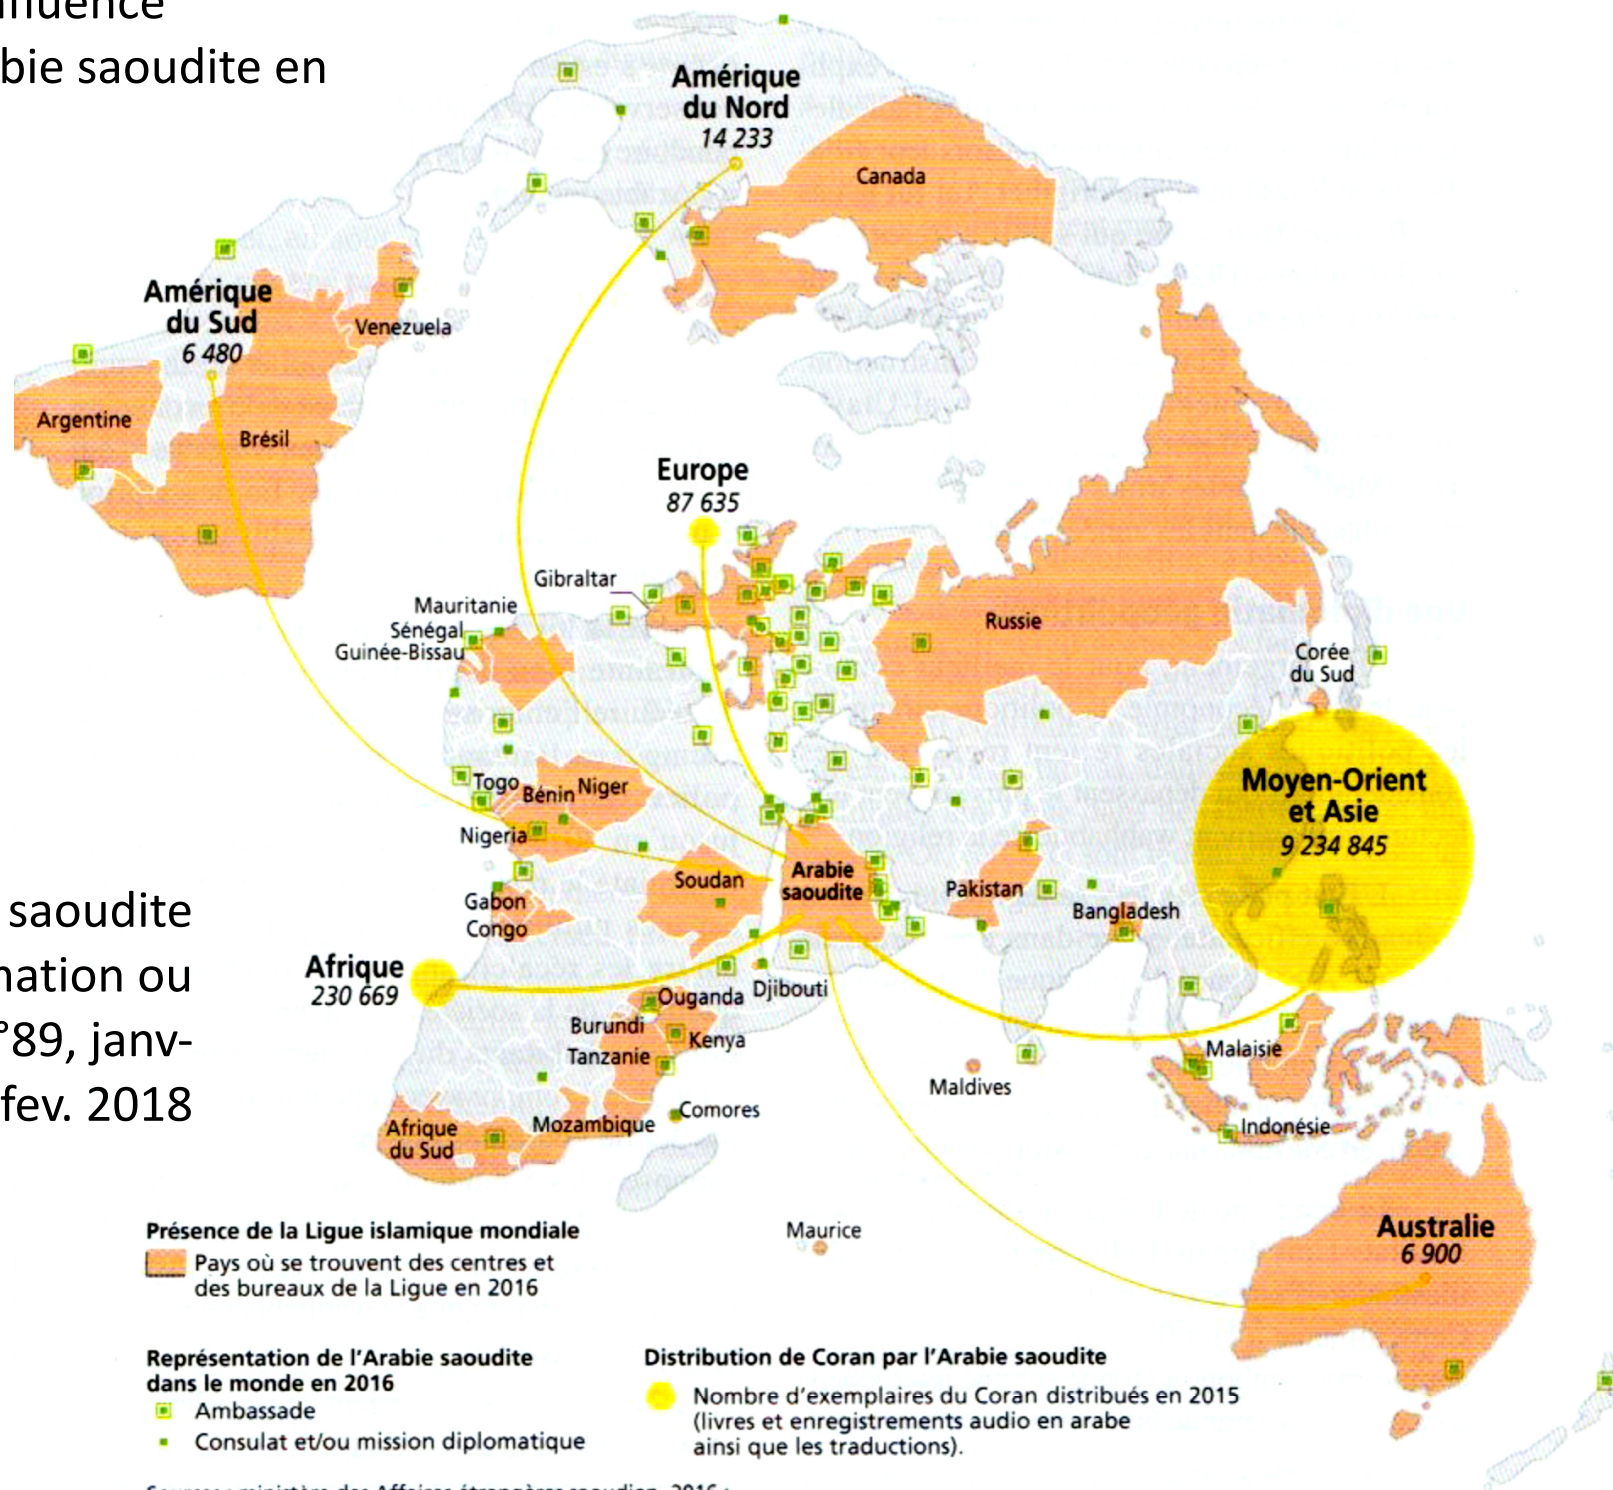 bie saoudite en
Amérique
du Nord
14 233
Canada
Amérique
du Sud
6 480
Venezuela
Argentine
Brésil
Europe
87 635
Gibraltar
Mauritanie
Sénégal
Guinée-Bissau
Russie
Corée
du Sud
Togo
Bénin
Niger
Nigeria
Moyen-Orient
et Asie
9 234 845
Soudan
Arabie
saoudite
Pakistan
Bangladesh
Gabon
Congo
saoudite
nation ou
°89, janv-
fev. 2018
Afrique
230 669
Ouganda
Djibouti
Burundi
Kenya
Tanzanie
Malaisie
Maldives
Comores
Mozambique
Afrique
du Sud
Indonésie
Maurice
Australie
6 900
Présence de la Ligue islamique mondiale
Pays où se trouvent des centres et
des bureaux de la Ligue en 2016
Représentation de l'Arabie saoudite
dans le monde en 2016
Ambassade
Consulat et/ou mission diplomatique
Distribution de Coran par l'Arabie saoudite
Nombre d'exemplaires du Coran distribués en 2015
(livres et enregistrements audio en arabe
ainsi que les traductions).